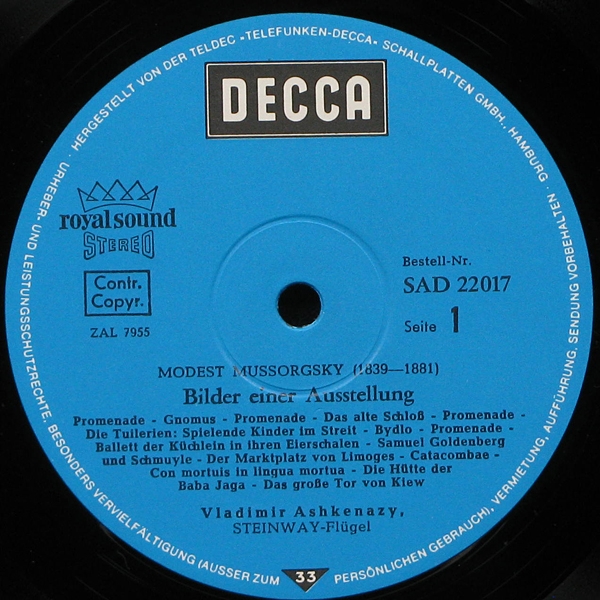 · HERGESTELLT VON DER TELDEC »TELEFUNKEN-DECCA« SCHALLPLATTEN GMBH., HAMBURG · URHEBER- UND LEISTUNGSSCHUTZRECHTE, BESONDERS VERVIELFÄLTIGUNG (AUSSER ZUM PERSÖNLICHEN GEBRAUCH), VERMIETUNG, AUFFÜHRUNG, SENDUNG VORBEHALTEN ·
DECCA
royal sound
STEREO
Contr.
Copyr.
ZAL 7955
Bestell-Nr.
SAD 22017
Seite 1
MODEST MUSSORGSKY (1839—1881)
Bilder einer Ausstellung
Promenade - Gnomus - Promenade - Das alte Schloß - Promenade -
Die Tuilerien: Spielende Kinder im Streit - Bydlo - Promenade -
Ballett der Küchlein in ihren Eierschalen - Samuel Goldenberg
und Schmuyle - Der Marktplatz von Limoges - Catacombae -
Con mortuis in lingua mortua - Die Hütte der
Baba Jaga - Das große Tor von Kiew
Vladimir Ashkenazy,
STEINWAY-Flügel
33